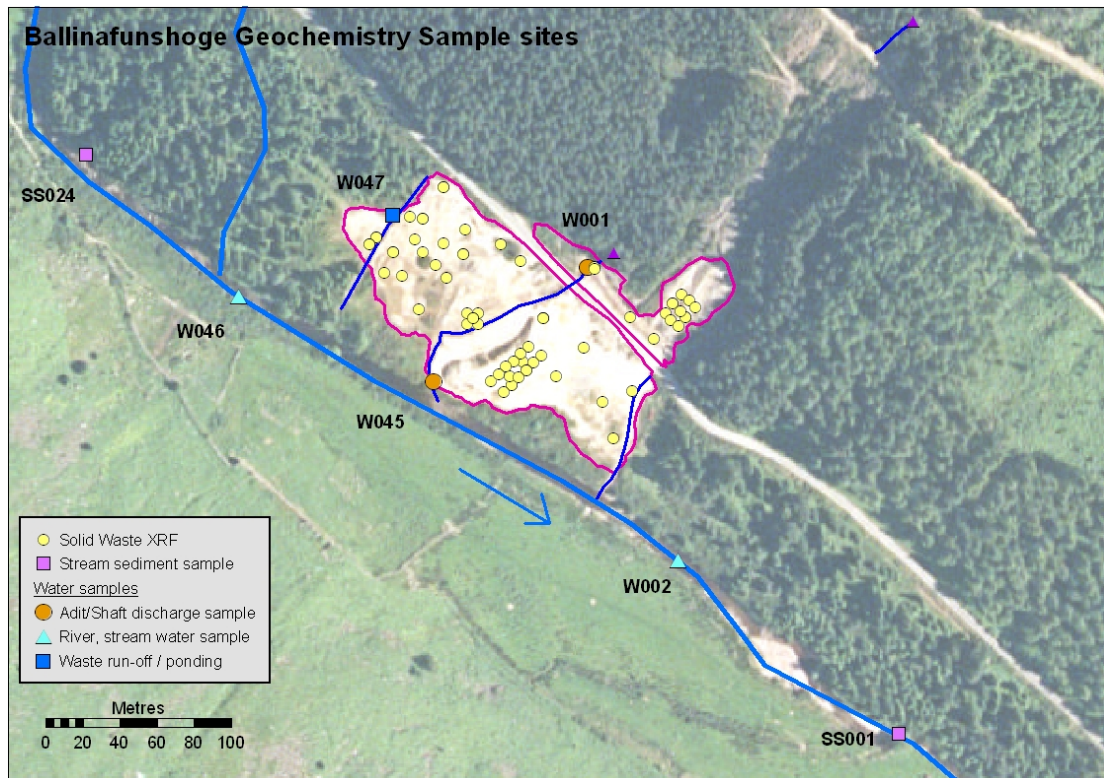 Ballinafunshoge Geochemistry Sample sites
SS024
W047
W001
W046
W045
W002
SS001
Solid Waste XRF
Stream sediment sample
Water samples
Adit/Shaft discharge sample
River, stream water sample
Waste run-off / ponding
Metres
0 20 40 60 80 100